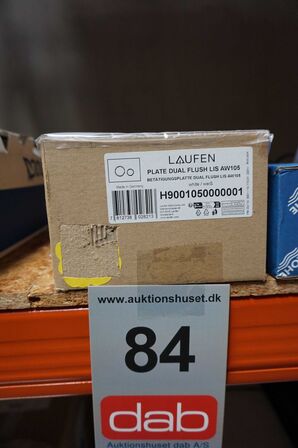 LAUFEN
PLATE DUAL FLUSH LIS AW105
BETÄTIGUNGSPLATTE DUAL FLUSH LIS AW105
white / weiß
Made in Germany
H9001050000001
www.auktionshuset.dk
84
dab
Auktionshuset dab A/S